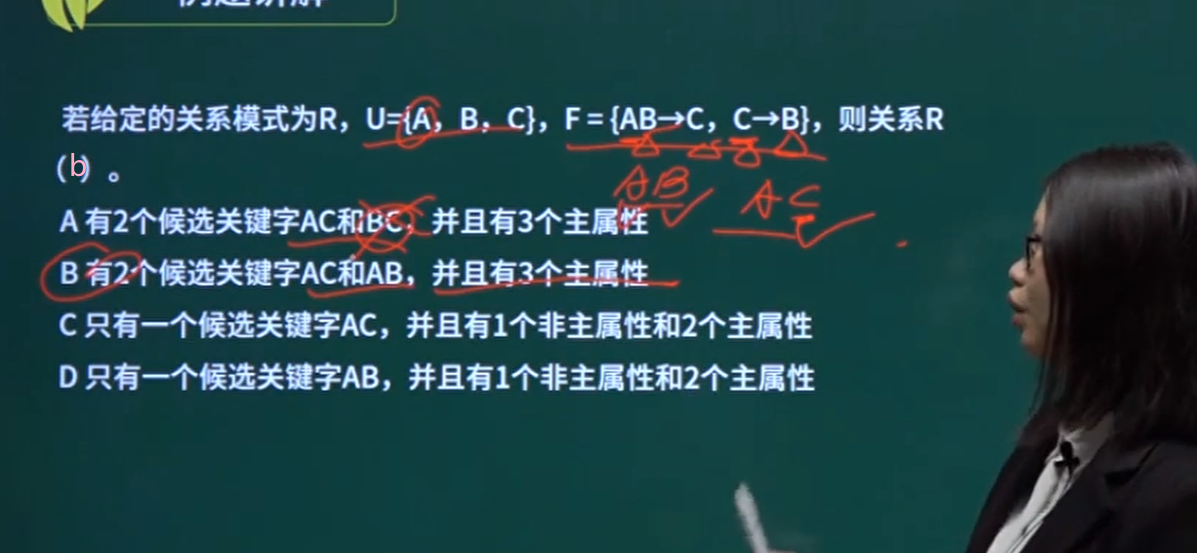 例题讲解
若给定的关系模式为R，U={A，B，C}，F = {AB→C，C→B}，则关系R
（b）。
AB AC
A 有2个候选关键字AC和BC，并且有3个主属性
B 有2个候选关键字AC和AB，并且有3个主属性
C 只有一个候选关键字AC，并且有1个非主属性和2个主属性
D 只有一个候选关键字AB，并且有1个非主属性和2个主属性